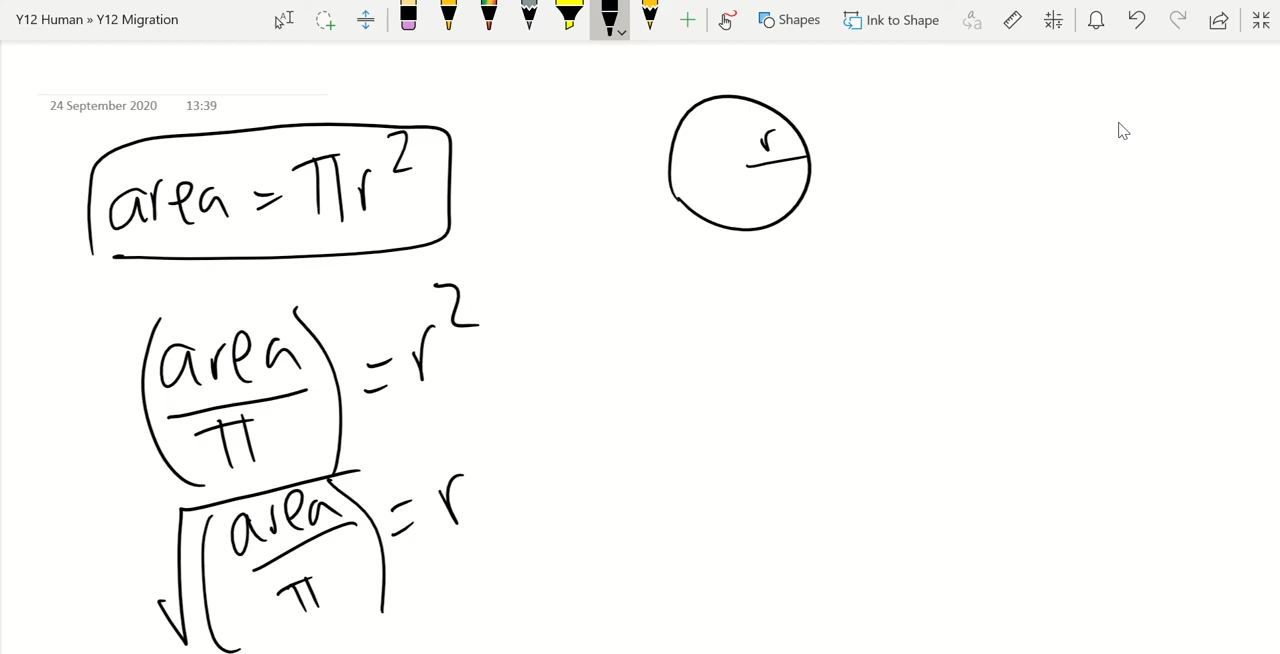 Y12 Human » Y12 Migration Shapes Ink to Shape
24 September 2020 13:39
area = πr²
r
(area/π) = r²
√(area/π) = r